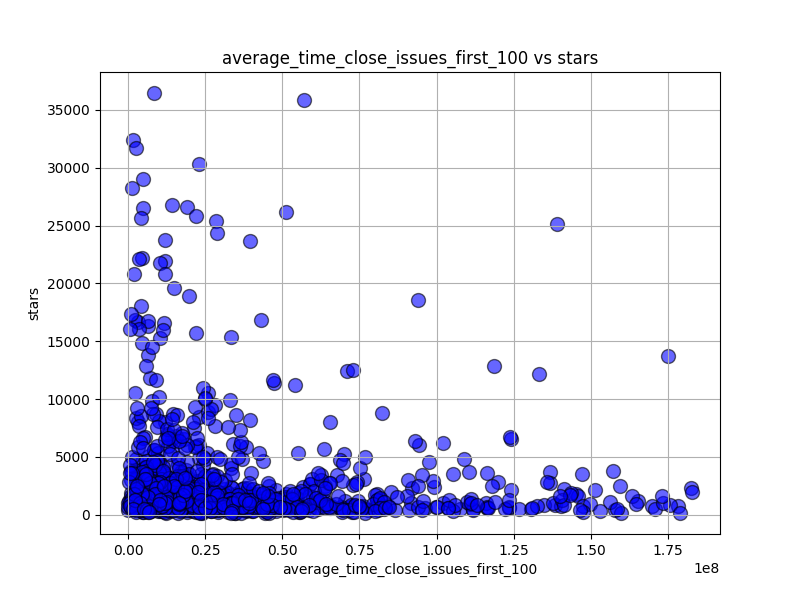 average_time_close_issues_first_100 vs stars
35000
30000
25000
20000
15000
10000
5000
0
stars
0.00 0.25 0.50 0.75 1.00 1.25 1.50 1.75
1e8
average_time_close_issues_first_100